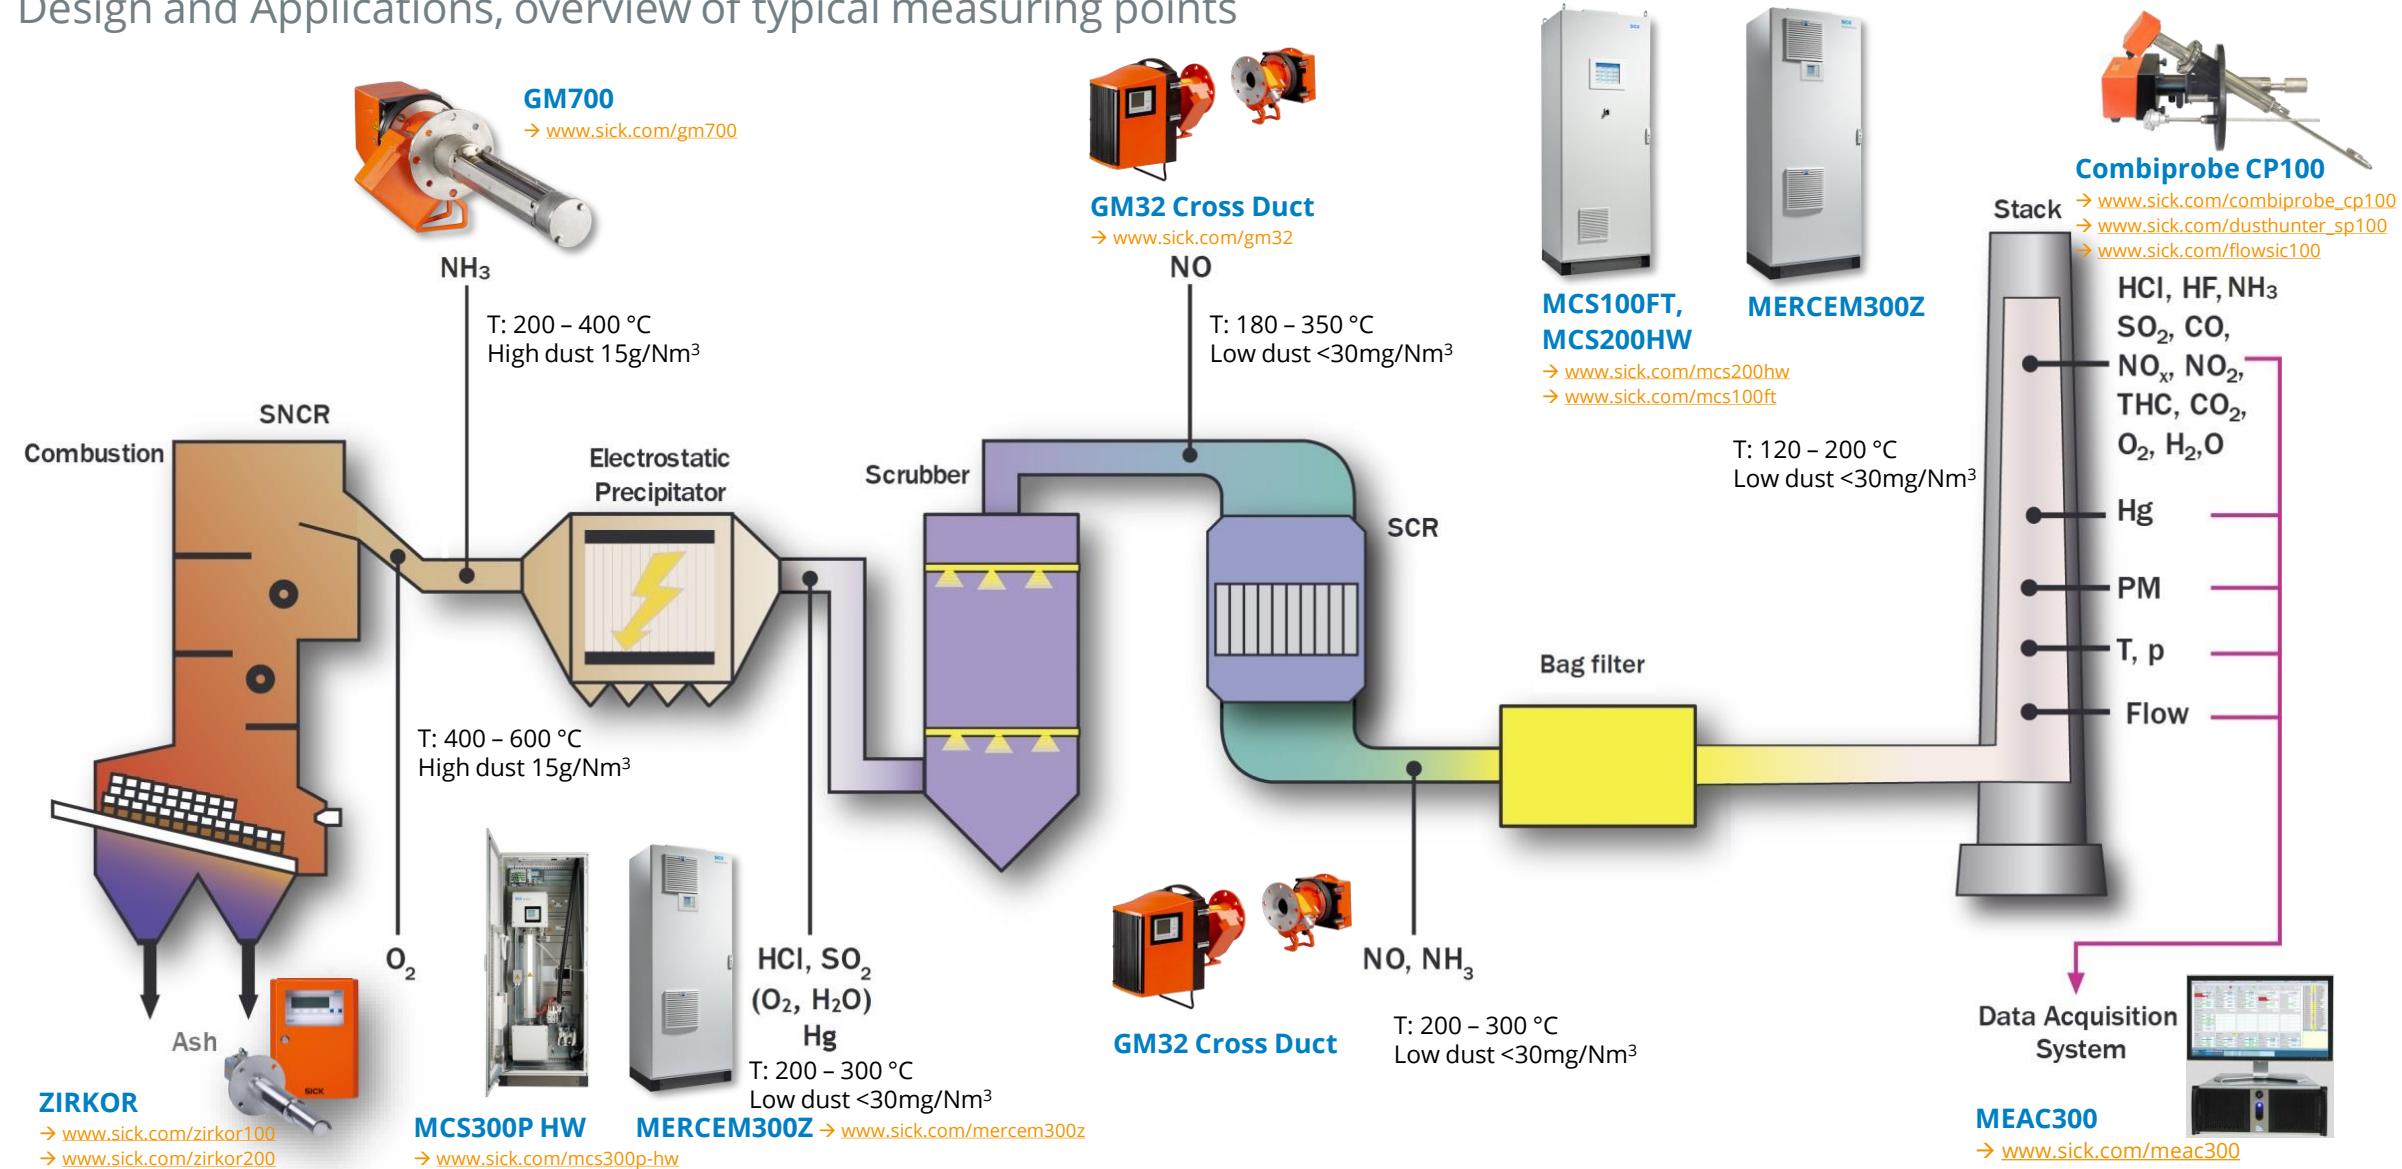 Design and Applications, overview of typical measuring points
GM700
→ www.sick.com/gm700
NH₃
T: 200 – 400 °C
High dust 15g/Nm³
GM32 Cross Duct
→ www.sick.com/gm32
NO
T: 180 – 350 °C
Low dust <30mg/Nm³
MCS100FT,
MCS200HW
→ www.sick.com/mcs200hw
→ www.sick.com/mcs100ft
MERCEM300Z
T: 120 – 200 °C
Low dust <30mg/Nm³
Combiprobe CP100
→ www.sick.com/combiprobe_cp100
→ www.sick.com/dusthunter_sp100
→ www.sick.com/flowsic100
Stack
HCl, HF, NH₃
SO₂, CO,
NOₓ, NO₂,
THC, CO₂,
O₂, H₂O
Hg
PM
T, p
Flow
Combustion
SNCR
Electrostatic
Precipitator
Scrubber
SCR
Bag filter
T: 400 – 600 °C
High dust 15g/Nm³
O₂
Ash
SICK
ZIRKOR
→ www.sick.com/zirkor100
→ www.sick.com/zirkor200
MCS300P HW
→ www.sick.com/mcs300p-hw
HCl, SO₂
(O₂, H₂O)
Hg
T: 200 – 300 °C
Low dust <30mg/Nm³
MERCEM300Z → www.sick.com/mercem300z
GM32 Cross Duct
NO, NH₃
T: 200 – 300 °C
Low dust <30mg/Nm³
Data Acquisition
System
MEAC300
→ www.sick.com/meac300